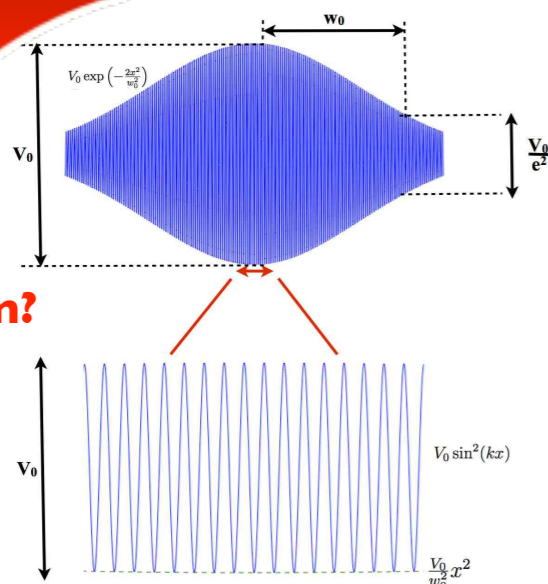 w₀
V₀ exp(−2x²/w₀²)
V₀
V₀/e²
n?
V₀
V₀ sin²(kx)
V₀/w₀² x²